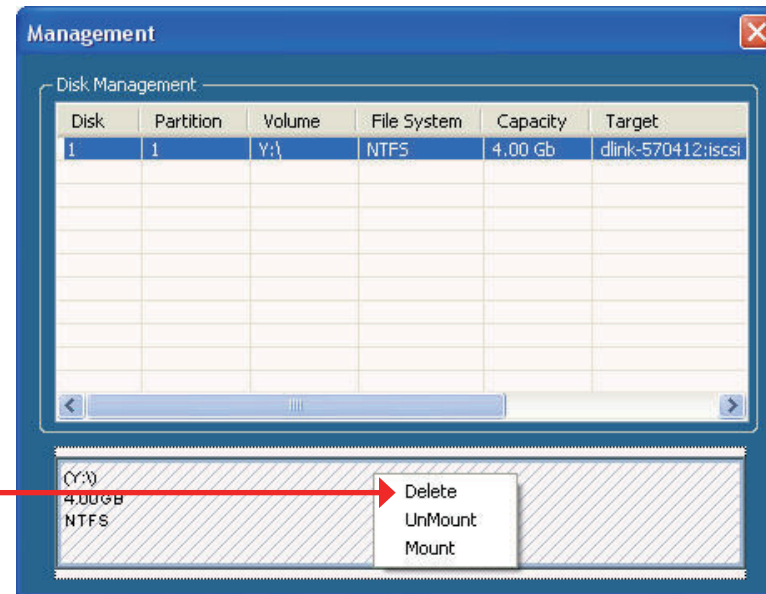 Management
Disk Management
Disk Partition Volume File System Capacity Target
1 1 Y:\ NTFS 4.00 Gb dlink-570412:iscsi
(Y:\)
4.00GB
NTFS
Delete
UnMount
Mount